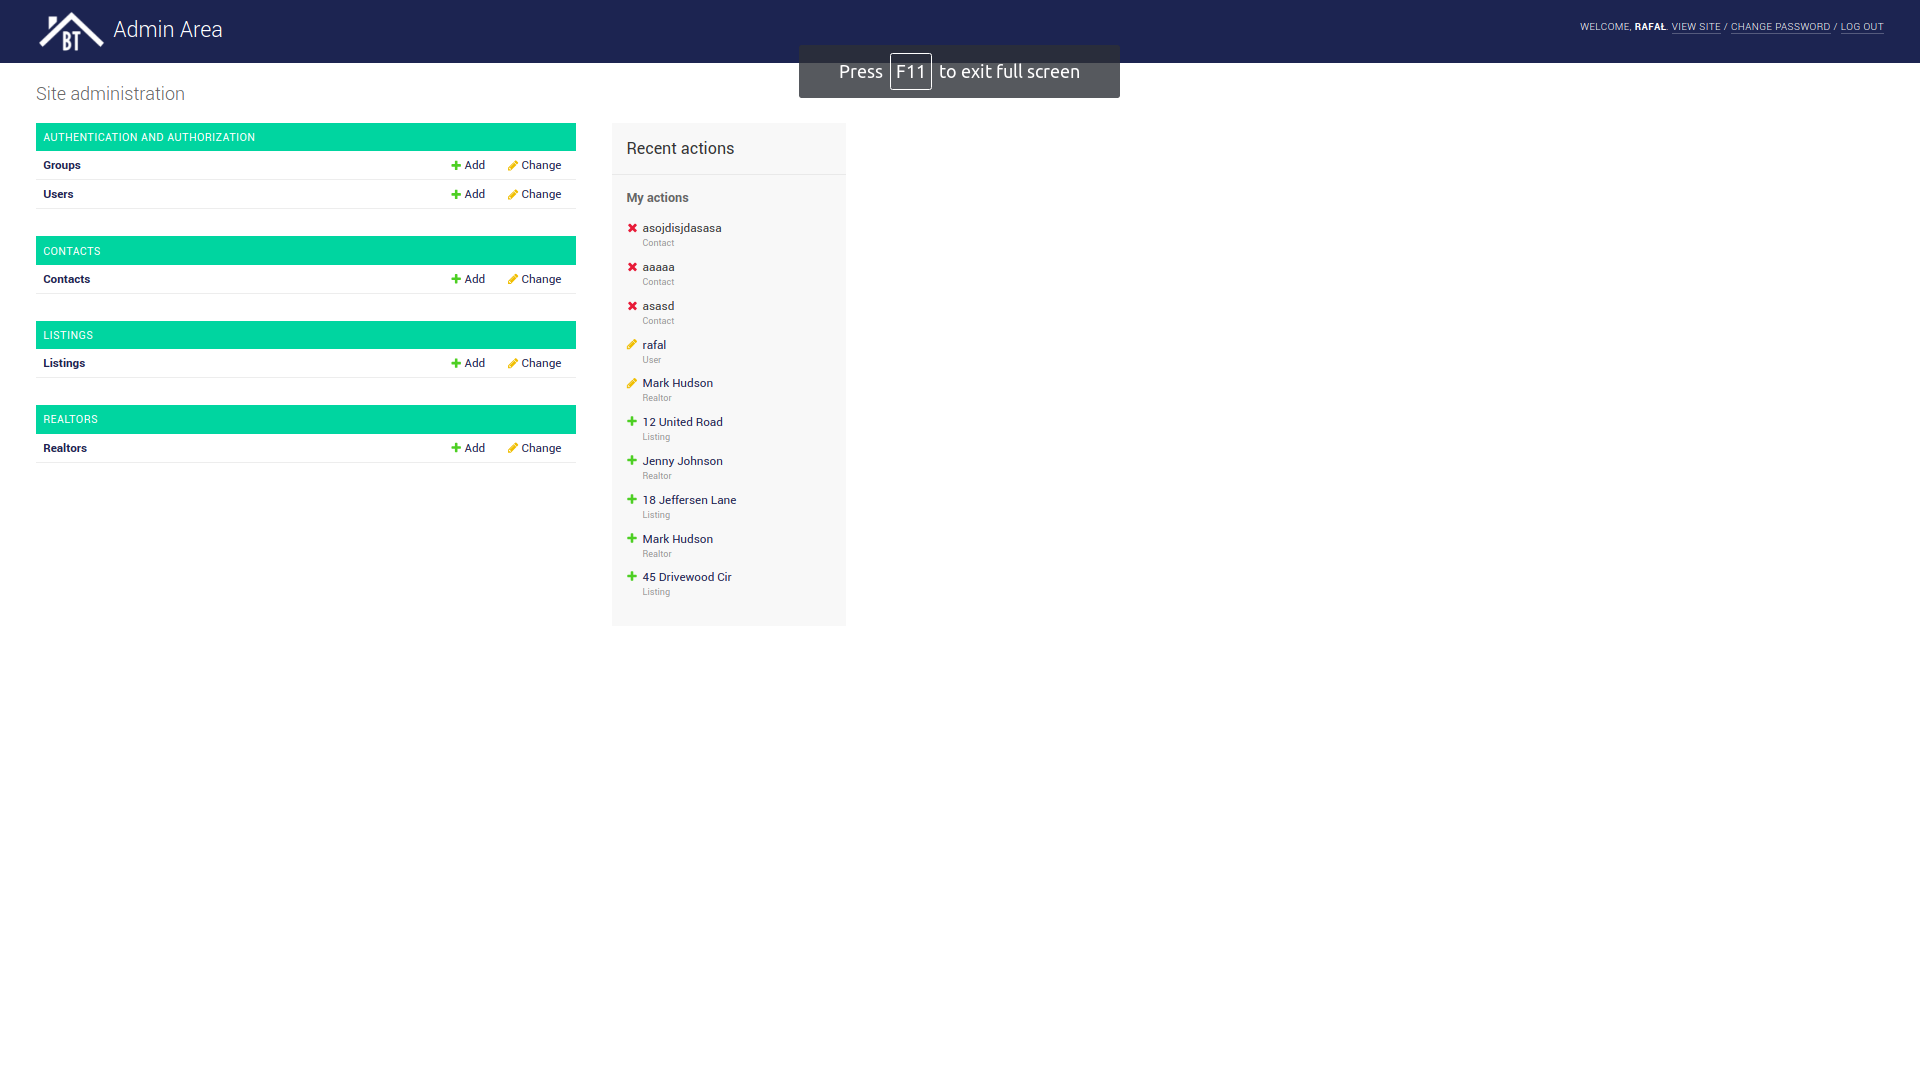 BT
Admin Area
WELCOME, RAFAŁ. VIEW SITE / CHANGE PASSWORD / LOG OUT
Press F11 to exit full screen
Site administration
AUTHENTICATION AND AUTHORIZATION
Groups Add Change
Users Add Change
CONTACTS
Contacts Add Change
LISTINGS
Listings Add Change
REALTORS
Realtors Add Change
Recent actions
My actions
asojdisjdasasa
Contact
aaaaa
Contact
asasd
Contact
rafal
User
Mark Hudson
Realtor
12 United Road
Listing
Jenny Johnson
Realtor
18 Jeffersen Lane
Listing
Mark Hudson
Realtor
45 Drivewood Cir
Listing